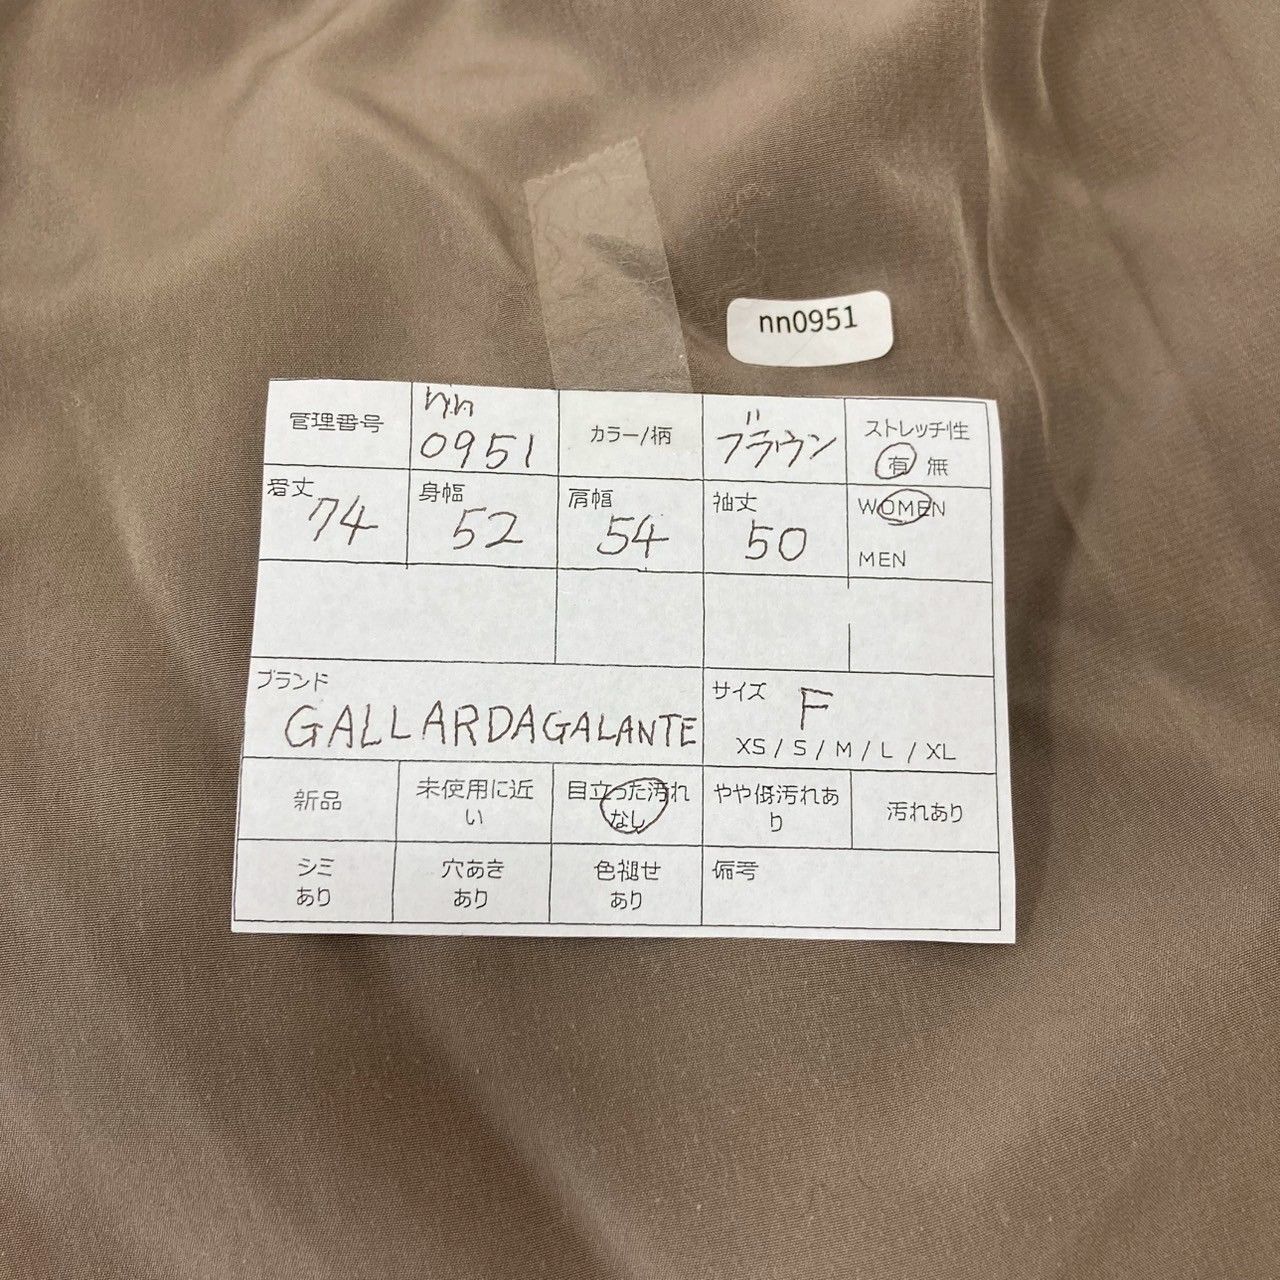 nn0951
管理番号
nn
0951
カラー/柄
ブラウン
ストレッチ性
有 無
着丈
74
身幅
52
肩幅
54
袖丈
50
WOMEN
MEN
ブランド
GALLARDAGALANTE
サイズ
F
XS / S / M / L / XL
新品
未使用に近
い
目立った汚れ
なし
やや傷汚れあ
り
汚れあり
シミ
あり
穴あき
あり
色褪せ
あり
備考